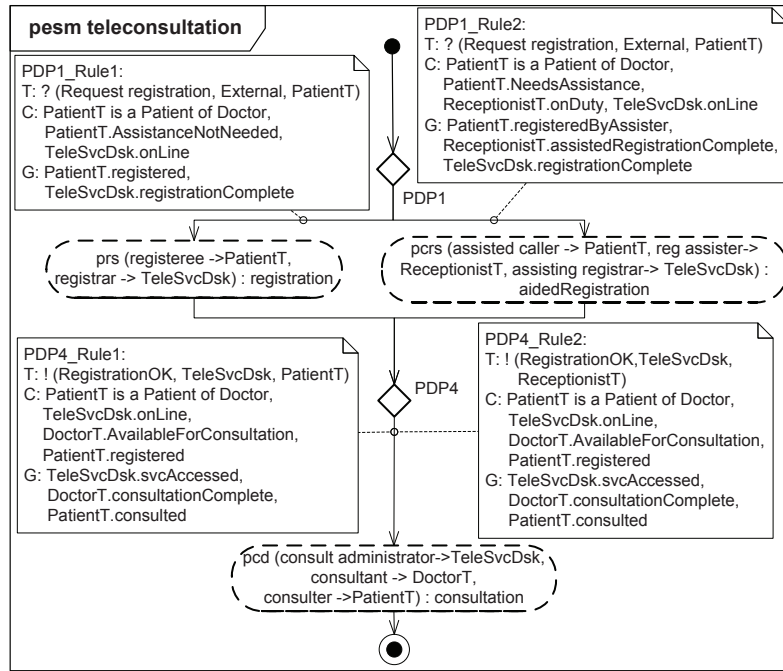 pesm teleconsultation
PDP1_Rule1:
T: ? (Request registration, External, PatientT)
C: PatientT is a Patient of Doctor,
PatientT.AssistanceNotNeeded,
TeleSvcDsk.onLine
G: PatientT.registered,
TeleSvcDsk.registrationComplete
PDP1_Rule2:
T: ? (Request registration, External, PatientT)
C: PatientT is a Patient of Doctor,
PatientT.NeedsAssistance,
ReceptionistT.onDuty, TeleSvcDsk.onLine
G: PatientT.registeredByAssister,
ReceptionistT.assistedRegistrationComplete,
TeleSvcDsk.registrationComplete
PDP1
prs (registeree ->PatientT,
registrar -> TeleSvcDsk) : registration
pcrs (assisted caller -> PatientT, reg assister->
ReceptionistT, assisting registrar-> TeleSvcDsk) :
aidedRegistration
PDP4_Rule1:
T: ! (RegistrationOK, TeleSvcDsk, PatientT)
C: PatientT is a Patient of Doctor,
TeleSvcDsk.onLine,
DoctorT.AvailableForConsultation,
PatientT.registered
G: TeleSvcDsk.svcAccessed,
DoctorT.consultationComplete,
PatientT.consulted
PDP4
PDP4_Rule2:
T: ! (RegistrationOK,TeleSvcDsk,
ReceptionistT)
C: PatientT is a Patient of Doctor,
TeleSvcDsk.onLine,
DoctorT.AvailableForConsultation,
PatientT.registered
G: TeleSvcDsk.svcAccessed,
DoctorT.consultationComplete,
PatientT.consulted
pcd (consult administrator->TeleSvcDsk,
consultant -> DoctorT,
consulter ->PatientT) : consultation